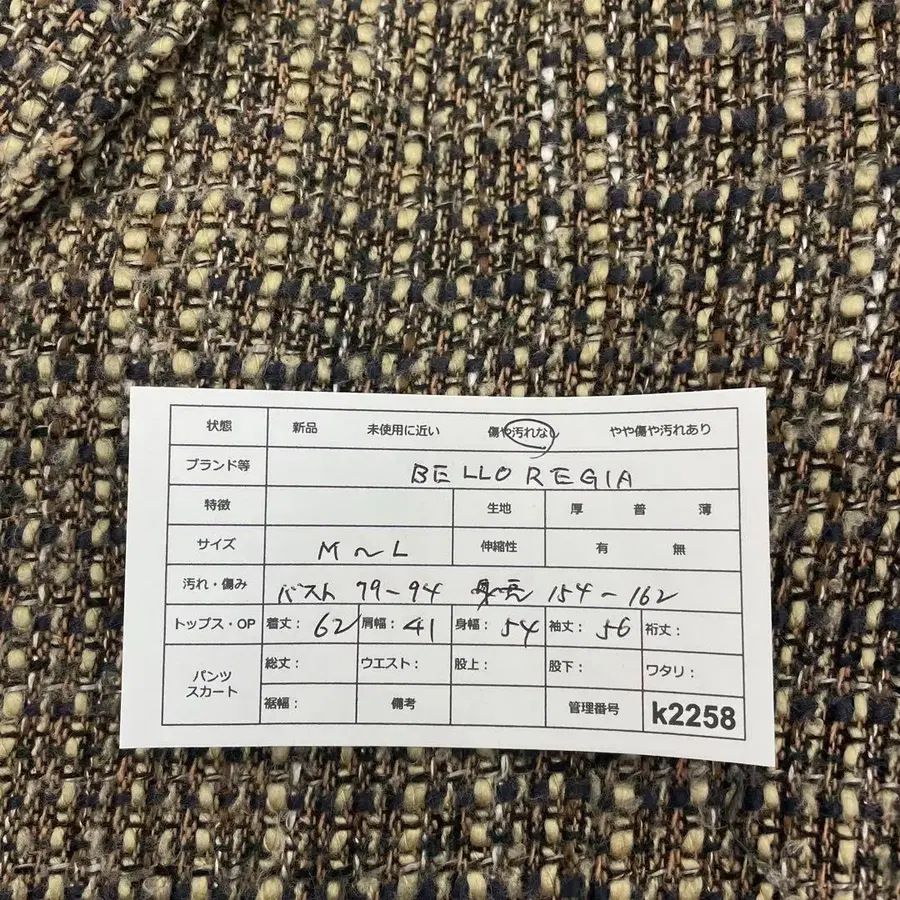 状態 新品 未使用に近い 傷や汚れなし やや傷や汚れあり
ブランド等 BELLO REGIA
特徴 生地 厚 普 薄
サイズ M～L 伸縮性 有 無
汚れ・傷み バスト 79-94 身長 154-162
トップス・OP 着丈: 62 肩幅: 41 身幅: 54 袖丈: 56 裄丈:
パンツ スカート 総丈: ウエスト: 股上: 股下: ワタリ:
裾幅: 備考 管理番号 k2258